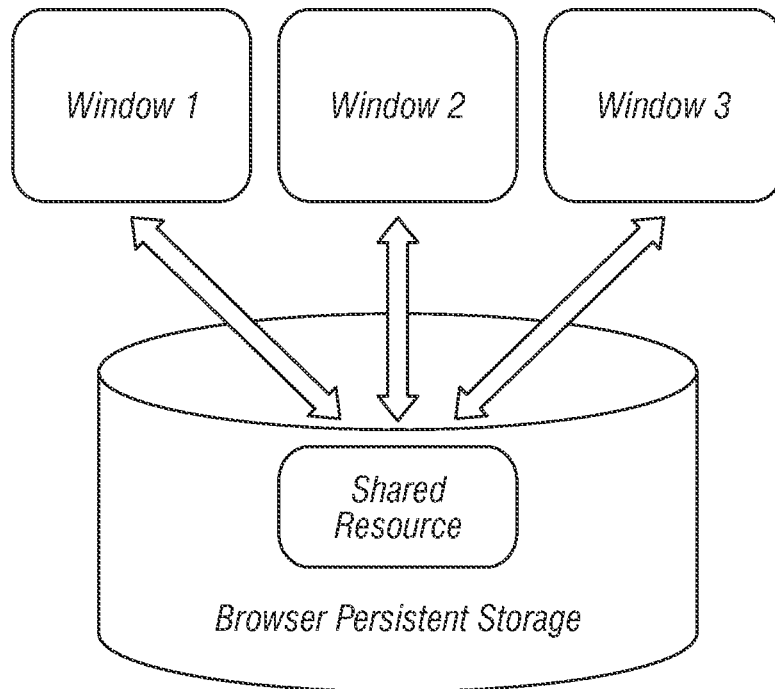 Window 1
Window 2
Window 3
Shared
Resource
Browser Persistent Storage